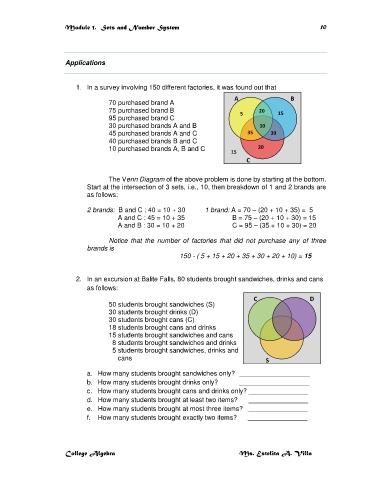 Module 1. Sets and Number System 10
Applications
1. In a survey involving 150 different factories, it was found that
70 purchased brand A
75 purchased brand B
95 purchased brand C
30 purchased brands A and B
45 purchased brands A and C
40 purchased brands B and C
10 purchased brands A, B and C
A B
5 20 15
10
35 30
20
15
C
The Venn Diagram of the above problem is done by starting at the bottom.
Start at the intersection of 3 sets, i.e., 10, then breakdown of 1 and 2 brands are
as follows:
2 brands: B and C : 40 = 10 + 30 1 brand: A = 70 – (20 + 10 + 35) = 5
A and C : 45 = 10 + 35 B = 75 – (20 + 10 + 30) = 15
A and B : 30 = 10 + 20 C = 95 – (35 + 10 + 30) = 20
Notice that the number of factories that did not purchase any of three
brands is
150 - ( 5 + 15 + 20 + 35 + 30 + 20 + 10) = 15
2. In an excursion at Balite Falls, 80 students brought sandwiches, drinks and cans
as follows:
50 students brought sandwiches (S)
30 students brought drinks (D)
30 students brought cans (C)
18 students brought cans and drinks
15 students brought sandwiches and cans
8 students brought sandwiches and drinks
5 students brought sandwiches, drinks and
cans
C D
S
a. How many students brought sandwiches only? ____________________
b. How many students brought drinks only? ____________________
c. How many students brought cans and drinks only? ________________
d. How many students brought at least two items? ________________
e. How many students brought at most three items? ________________
f. How many students brought exactly two items? ________________
College Algebra Ms. Estelita A. Villa